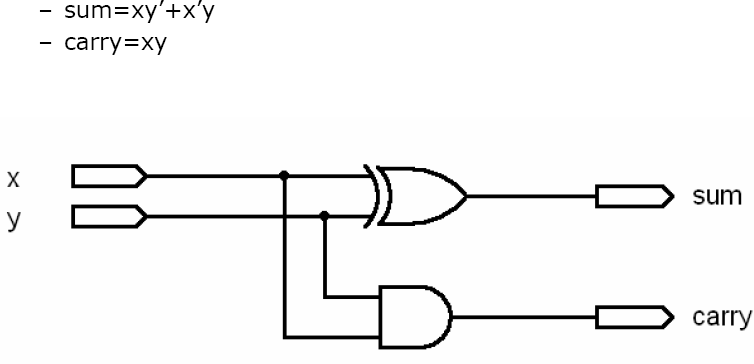 – sum=xy’+x’y
– carry=xy
x
y
sum
carry